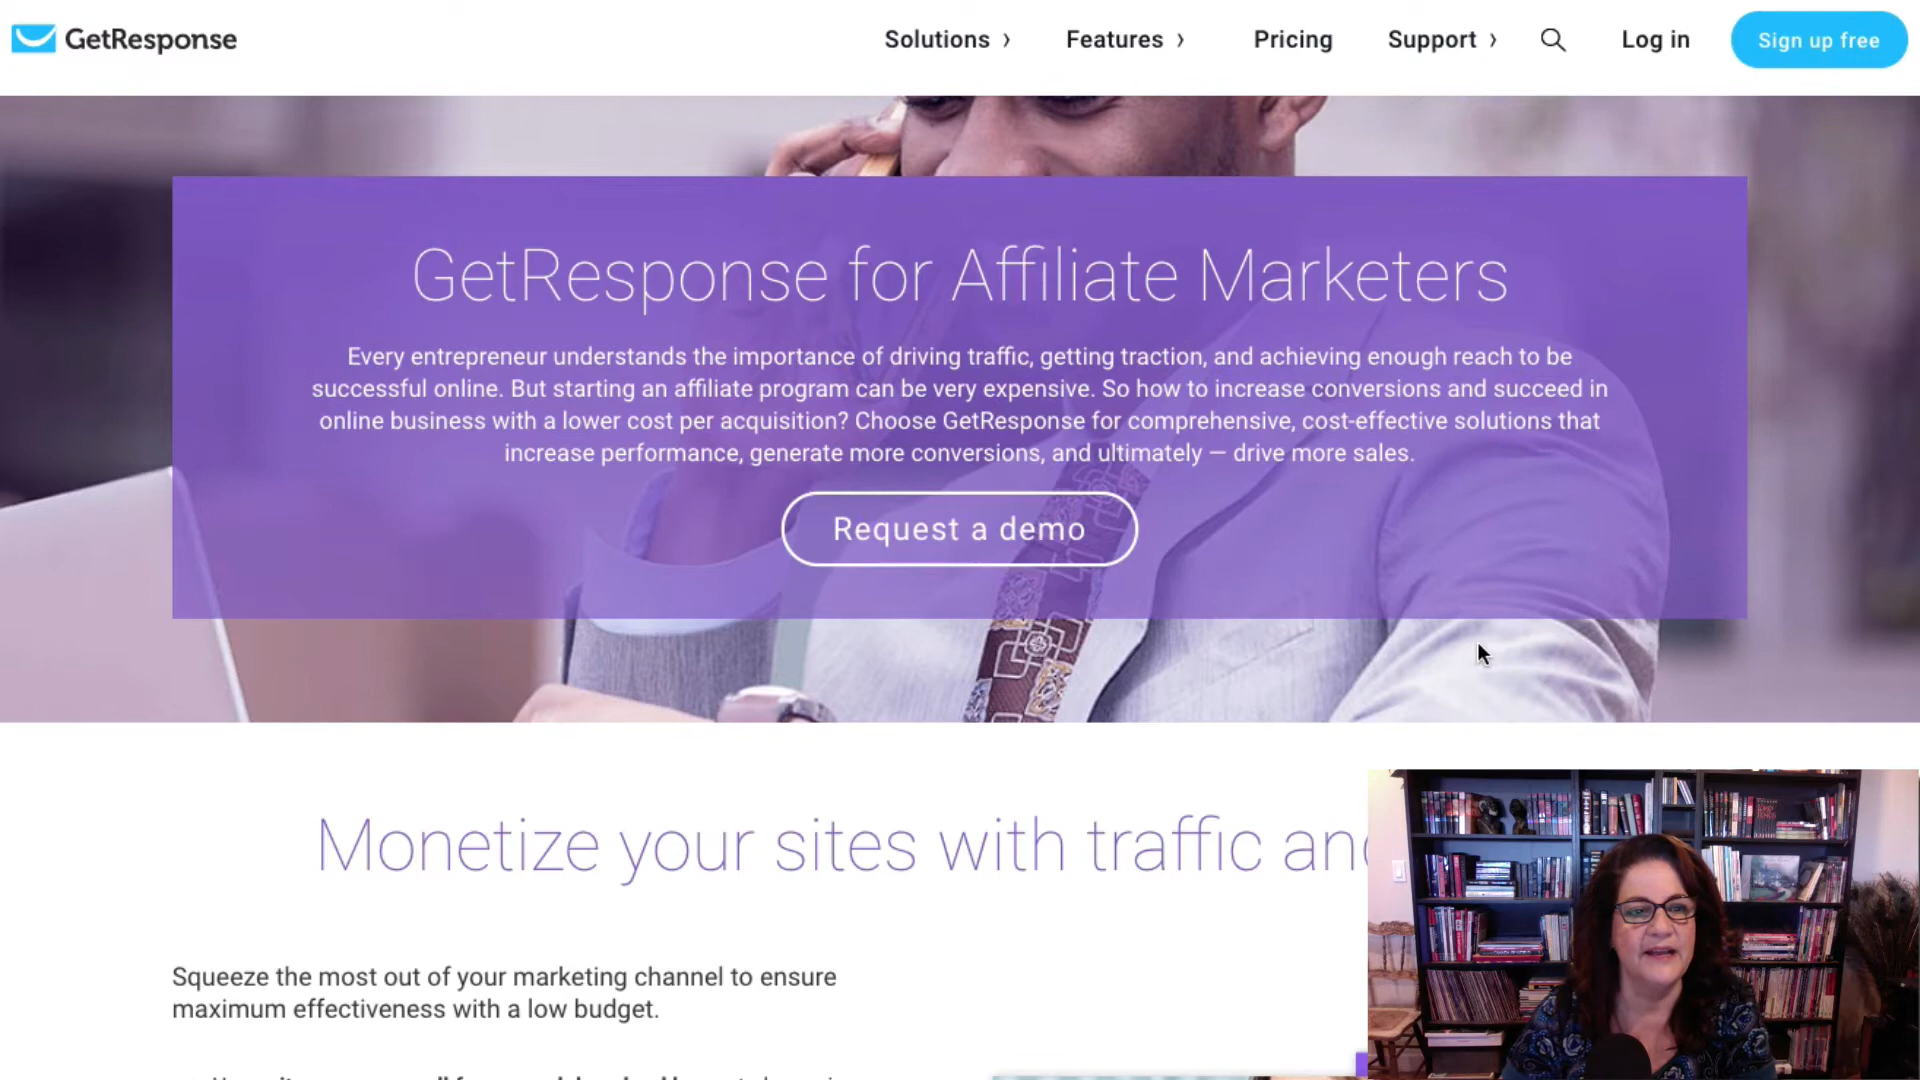 GetResponse
Solutions
Features
Pricing
Support
Log in
Sign up free
GetResponse for Affiliate Marketers
Every entrepreneur understands the importance of driving traffic, getting traction, and achieving enough reach to be
successful online. But starting an affiliate program can be very expensive. So how to increase conversions and succeed in
online business with a lower cost per acquisition? Choose GetResponse for comprehensive, cost-effective solutions that
increase performance, generate more conversions, and ultimately — drive more sales.
Request a demo
Monetize your sites with traffic and
Squeeze the most out of your marketing channel to ensure
maximum effectiveness with a low budget.